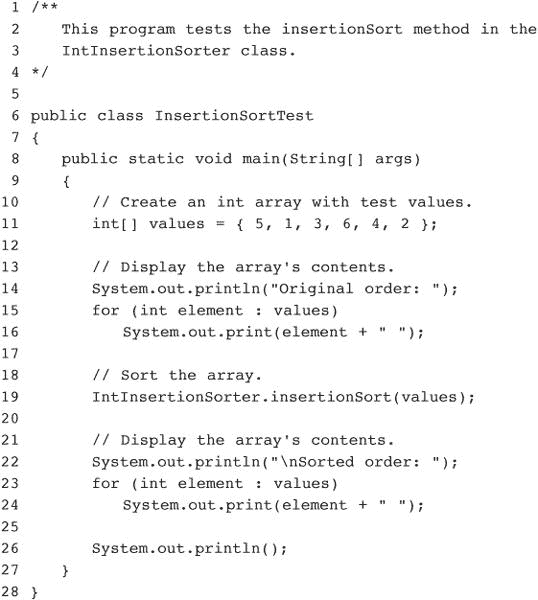 1 /**
2    This program tests the insertionSort method in the
3    IntInsertionSorter class.
4 */
5
6 public class InsertionSortTest
7 {
8    public static void main(String[] args)
9    {
10       // Create an int array with test values.
11       int[] values = { 5, 1, 3, 6, 4, 2 };
12
13       // Display the array's contents.
14       System.out.println("Original order: ");
15       for (int element : values)
16          System.out.print(element + " ");
17
18       // Sort the array.
19       IntInsertionSorter.insertionSort(values);
20
21       // Display the array's contents.
22       System.out.println("\nSorted order: ");
23       for (int element : values)
24          System.out.print(element + " ");
25
26       System.out.println();
27    }
28 }